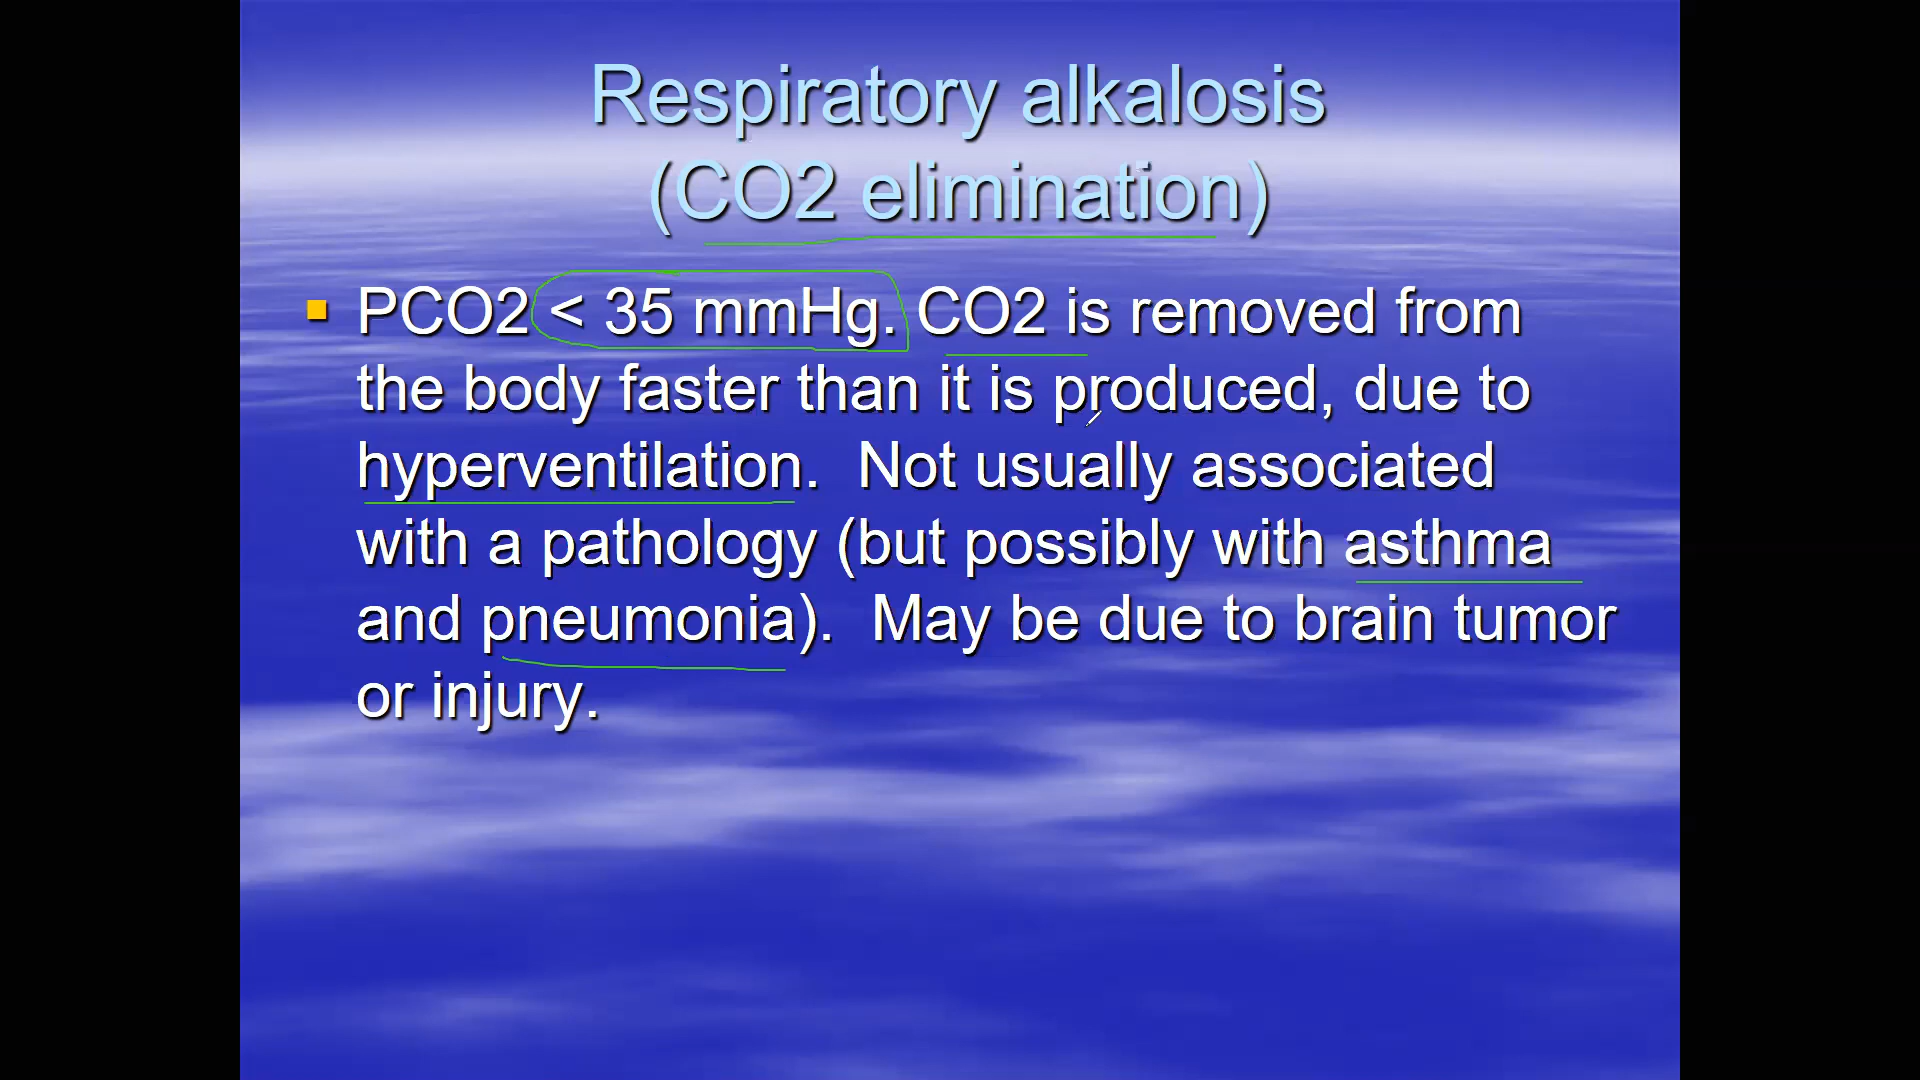 Respiratory alkalosis
(CO2 elimination)
PCO2 < 35 mmHg. CO2 is removed from
the body faster than it is produced, due to
hyperventilation.  Not usually associated
with a pathology (but possibly with asthma
and pneumonia).  May be due to brain tumor
or injury.